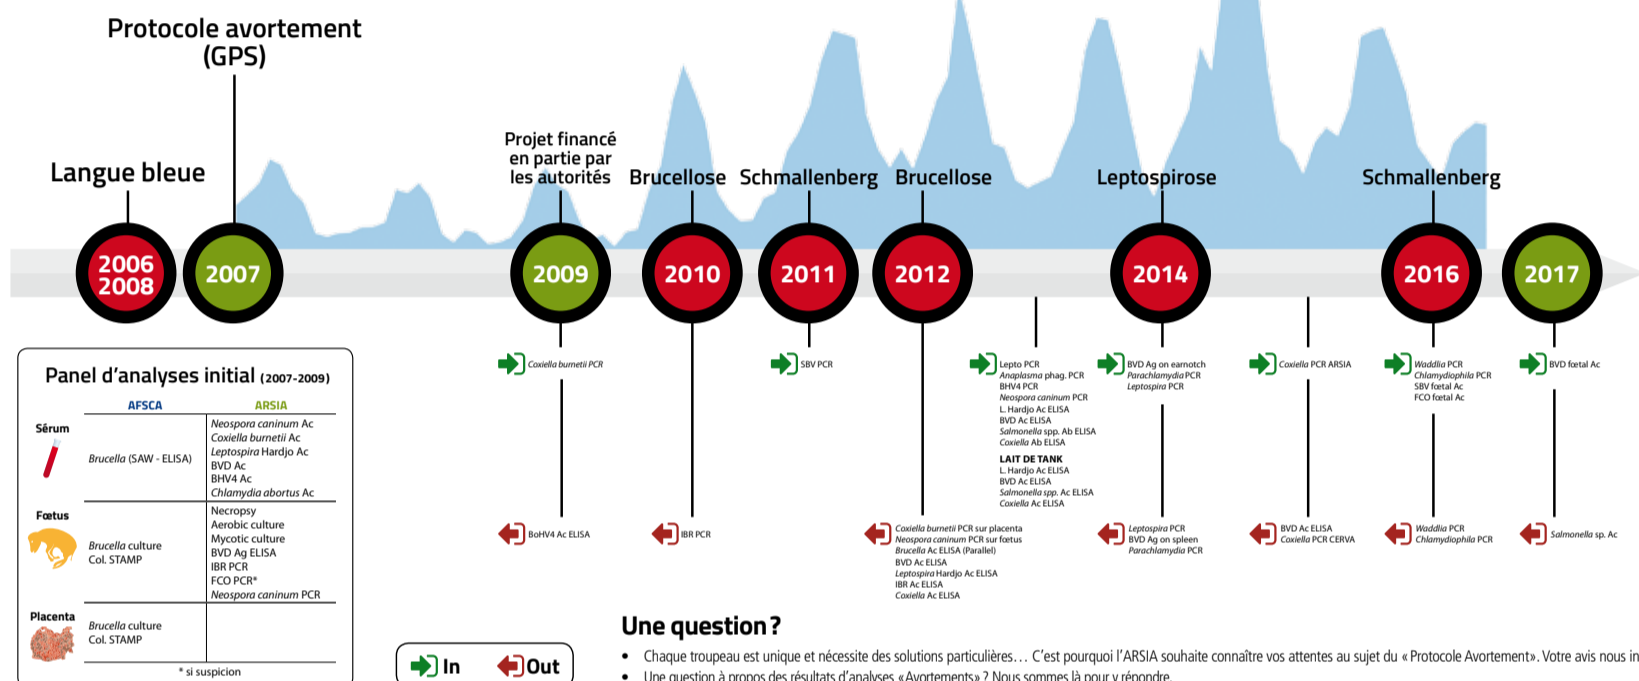 Protocole avortement
(GPS)
Langue bleue
Projet financé
en partie par
les autorités
Brucellose
Schmallenberg
Brucellose
Leptospirose
Schmallenberg
2006
2008
2007
2009
2010
2011
2012
2014
2016
2017
Coxiella burnetii PCR
SBV PCR
Lepto PCR
Anaplasma phag. PCR
BHV4 PCR
Neospora caninum PCR
L. Hardjo Ac ELISA
BVD Ac ELISA
Salmonella spp. Ab ELISA
Coxiella Ab ELISA
LAIT DE TANK
L. Hardjo Ac ELISA
BVD Ac ELISA
Salmonella spp. Ac ELISA
Coxiella Ac ELISA
BVD Ag on earnotch
Parachlamydia PCR
Leptospira PCR
Coxiella PCR ARSIA
Waddlia PCR
Chlamydiophila PCR
SBV fœtal Ac
FCO fœtal Ac
BVD fœtal Ac
BoHV4 Ac ELISA
IBR PCR
Coxiella burnetii PCR sur placenta
Neospora caninum PCR sur fœtus
Brucella Ac ELISA (Parallel)
BVD Ac ELISA
Leptospira Hardjo Ac ELISA
IBR Ac ELISA
Coxiella Ac ELISA
Leptospira PCR
BVD Ag on spleen
Parachlamydia PCR
BVD Ac ELISA
Coxiella PCR CERVA
Waddlia PCR
Chlamydiophila PCR
Salmonella sp. Ac
Panel d'analyses initial (2007-2009)
AFSCA
ARSIA
Sérum
Brucella (SAW - ELISA)
Neospora caninum Ac
Coxiella burnetii Ac
Leptospira Hardjo Ac
BVD Ac
BHV4 Ac
Chlamydia abortus Ac
Fœtus
Brucella culture
Col. STAMP
Necropsy
Aerobic culture
Mycotic culture
BVD Ag ELISA
IBR PCR
FCO PCR*
Neospora caninum PCR
Placenta
Brucella culture
Col. STAMP
* si suspicion
In
Out
Une question ?
• Chaque troupeau est unique et nécessite des solutions particulières… C'est pourquoi l'ARSIA souhaite connaître vos attentes au sujet du « Protocole Avortement». Votre avis nous in
• Une question à propos des résultats d'analyses «Avortements» ? Nous sommes là pour y répondre.